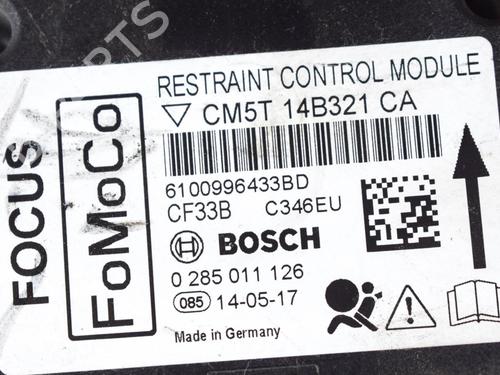 RESTRAINT CONTROL MODULE
CM5T 14B321 CA
6100996433BD
CF33B C346EU
BOSCH
0 285 011 126
085 14-05-17
Made in Germany
FOCUS
FoMoCo
PARTS